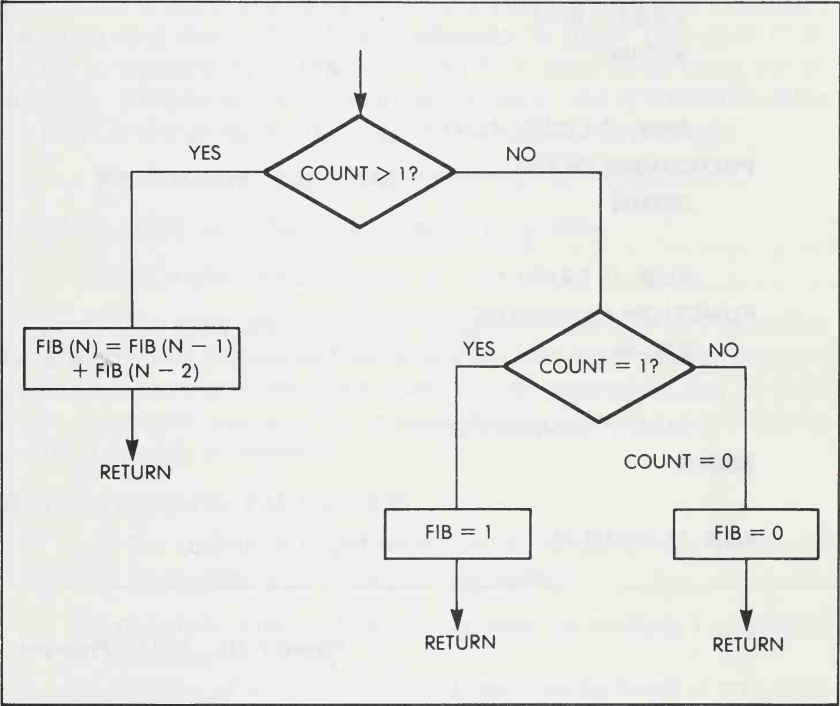 YES
COUNT > 1?
NO
FIB (N) = FIB (N − 1)
+ FIB (N − 2)
RETURN
YES
COUNT = 1?
NO
COUNT = 0
FIB = 1
FIB = 0
RETURN
RETURN